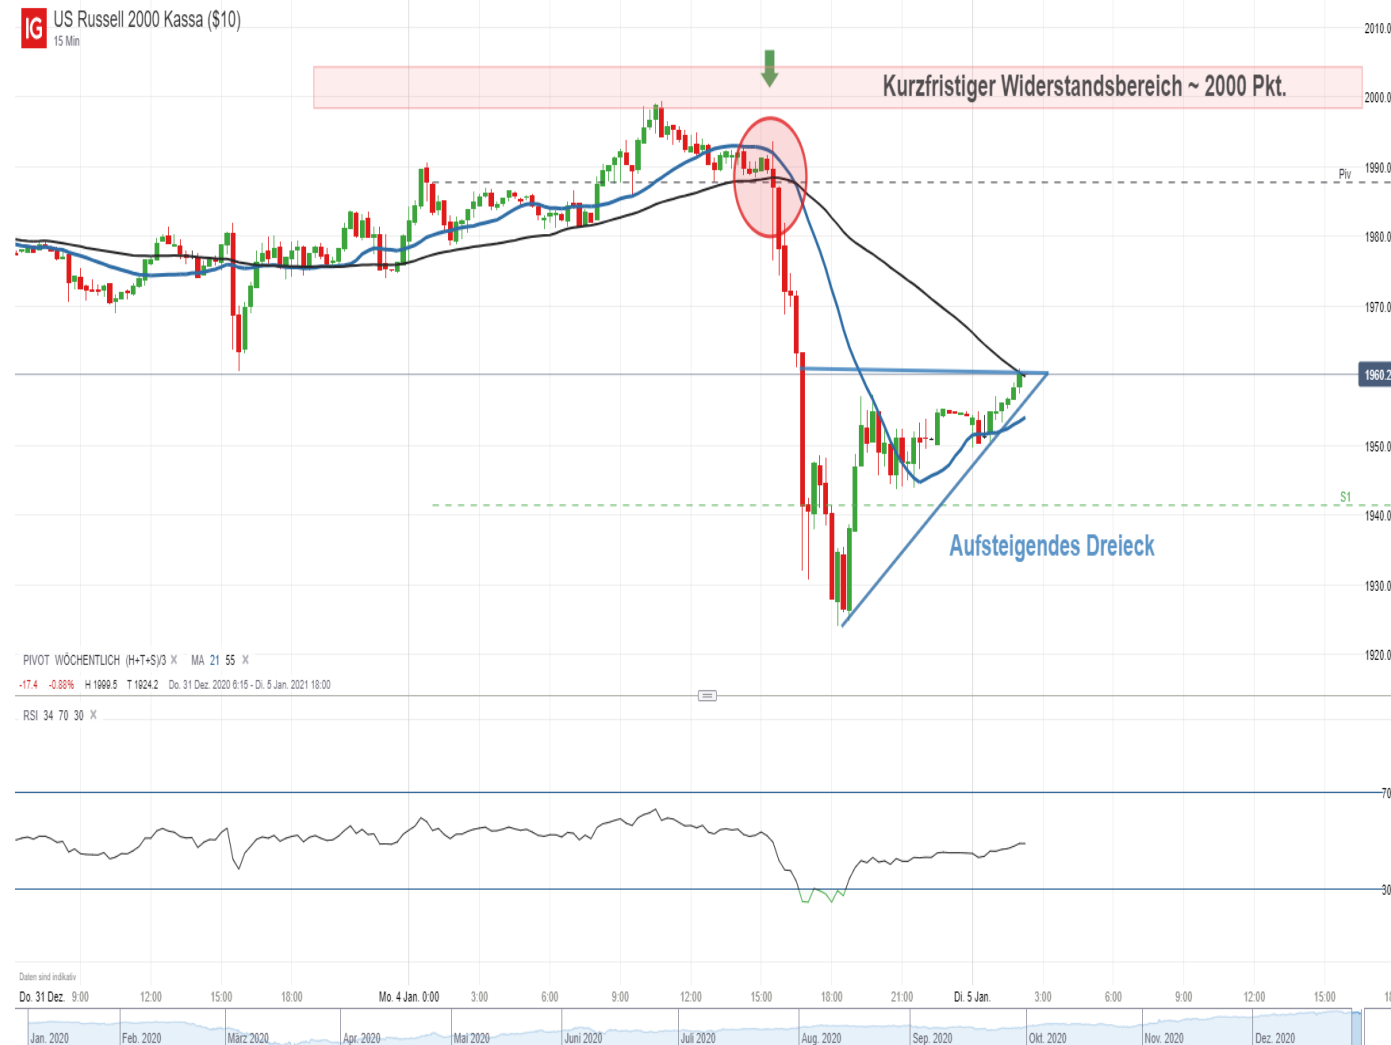 IG US Russell 2000 Kassa ($10)
15 Min
2010.0
Kurzfristiger Widerstandsbereich ~ 2000 Pkt.
2000.0
1990.0
Piv
1980.0
1970.0
1960.2
1950.0
S1
1940.0
Aufsteigendes Dreieck
1930.0
1920.0
PIVOT WÖCHENTLICH (H+T+S)/3 X MA 21 55 X
-17.4 -0.88% H 1999.5 T 1924.2 Do. 31 Dez. 2020 6:15 - Di. 5 Jan. 2021 18:00
RSI 34 70 30 X
70
30
Daten sind indikativ
Do. 31 Dez. 9:00 12:00 15:00 18:00 Mo. 4 Jan. 0:00 3:00 6:00 9:00 12:00 15:00 18:00 21:00 Di. 5 Jan. 3:00 6:00 9:00 12:00 15:00
Jan. 2020 Feb. 2020 März 2020 Apr. 2020 Mai 2020 Juni 2020 Juli 2020 Aug. 2020 Sep. 2020 Okt. 2020 Nov. 2020 Dez. 2020